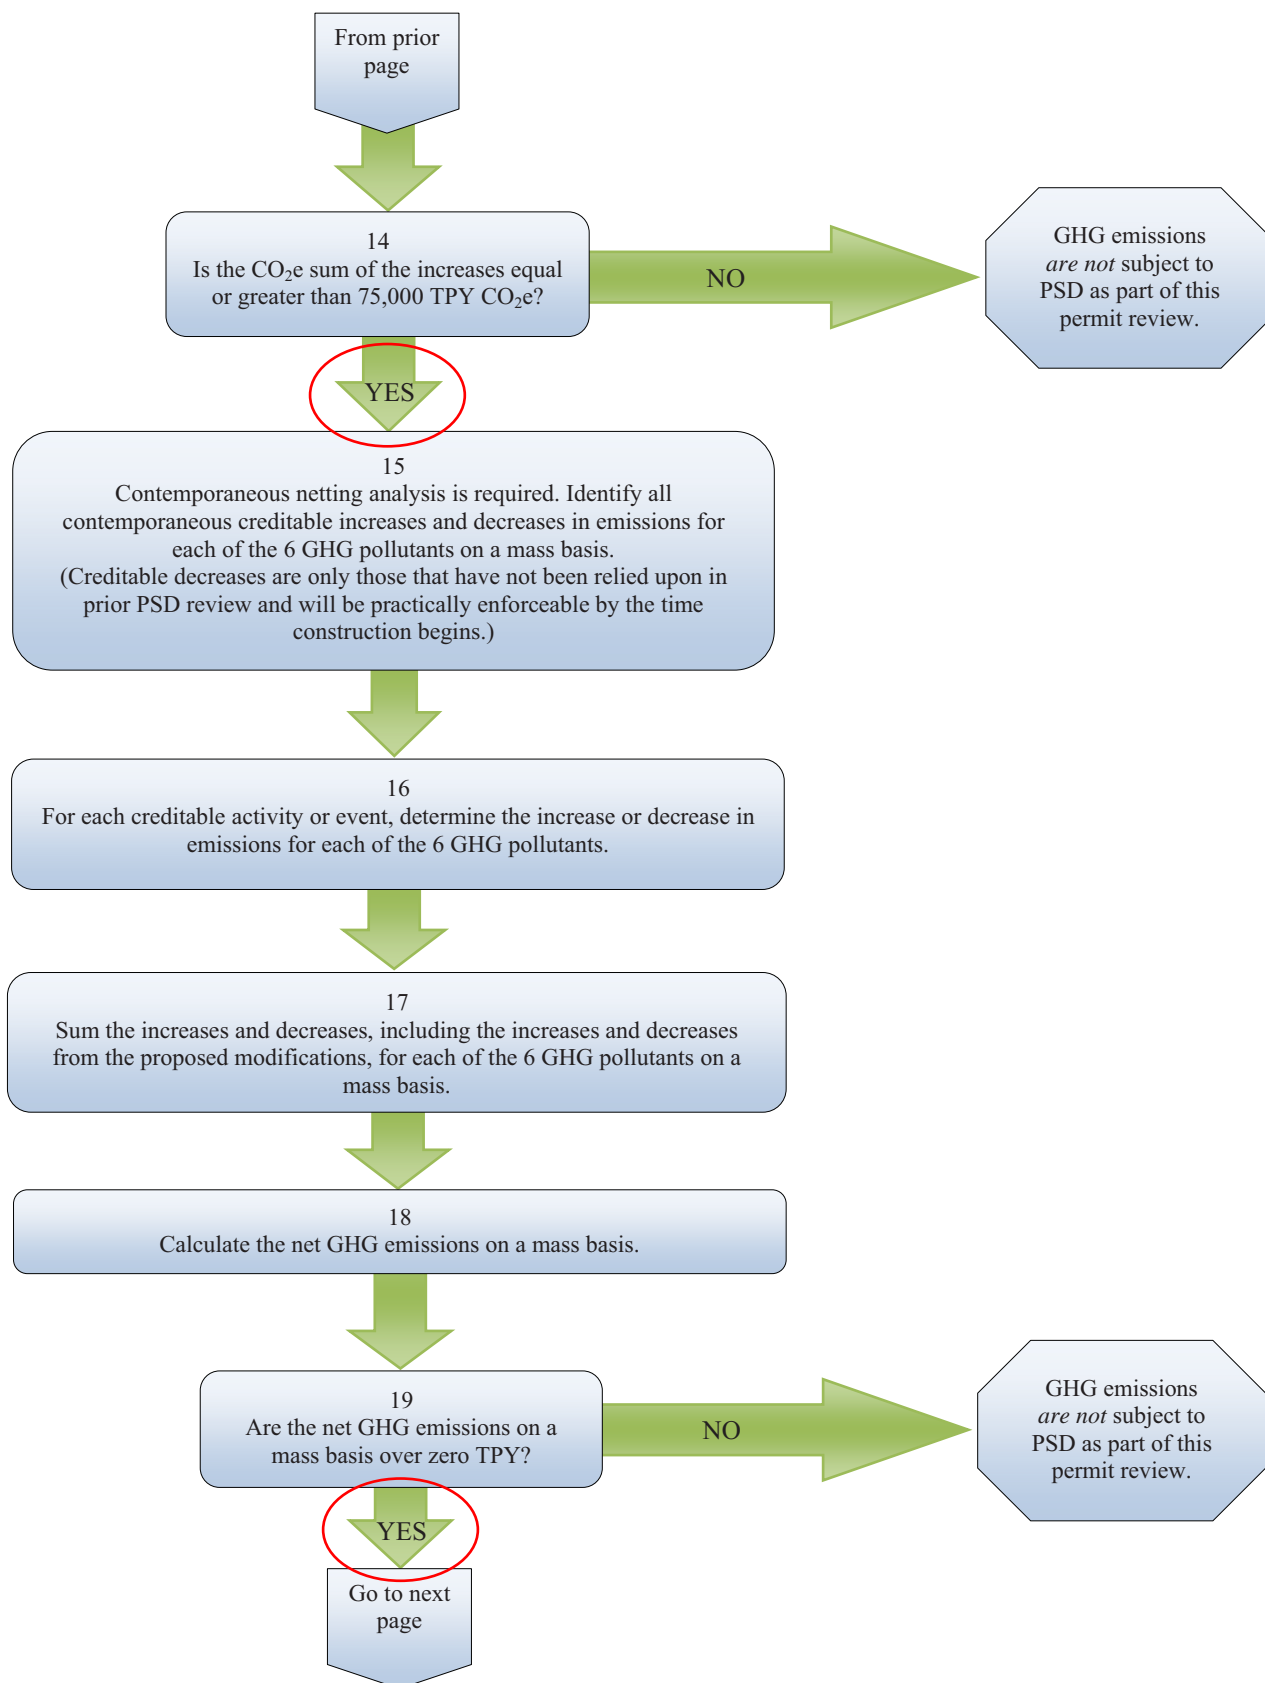 From prior
page
14
Is the CO₂e sum of the increases equal
or greater than 75,000 TPY CO₂e?
NO
GHG emissions
are not subject to
PSD as part of this
permit review.
YES
15
Contemporaneous netting analysis is required. Identify all
contemporaneous creditable increases and decreases in emissions for
each of the 6 GHG pollutants on a mass basis.
(Creditable decreases are only those that have not been relied upon in
prior PSD review and will be practically enforceable by the time
construction begins.)
16
For each creditable activity or event, determine the increase or decrease in
emissions for each of the 6 GHG pollutants.
17
Sum the increases and decreases, including the increases and decreases
from the proposed modifications, for each of the 6 GHG pollutants on a
mass basis.
18
Calculate the net GHG emissions on a mass basis.
19
Are the net GHG emissions on a
mass basis over zero TPY?
NO
GHG emissions
are not subject to
PSD as part of this
permit review.
YES
Go to next
page